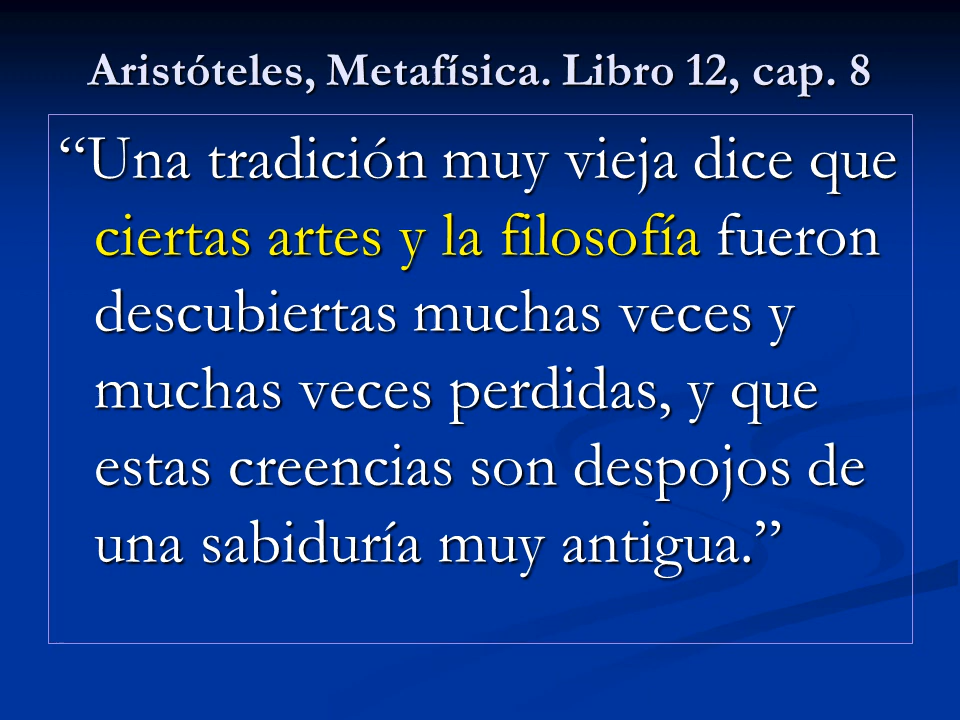 Aristóteles, Metafísica. Libro 12, cap. 8
“Una tradición muy vieja dice que
ciertas artes y la filosofía fueron
descubiertas muchas veces y
muchas veces perdidas, y que
estas creencias son despojos de
una sabiduría muy antigua.”